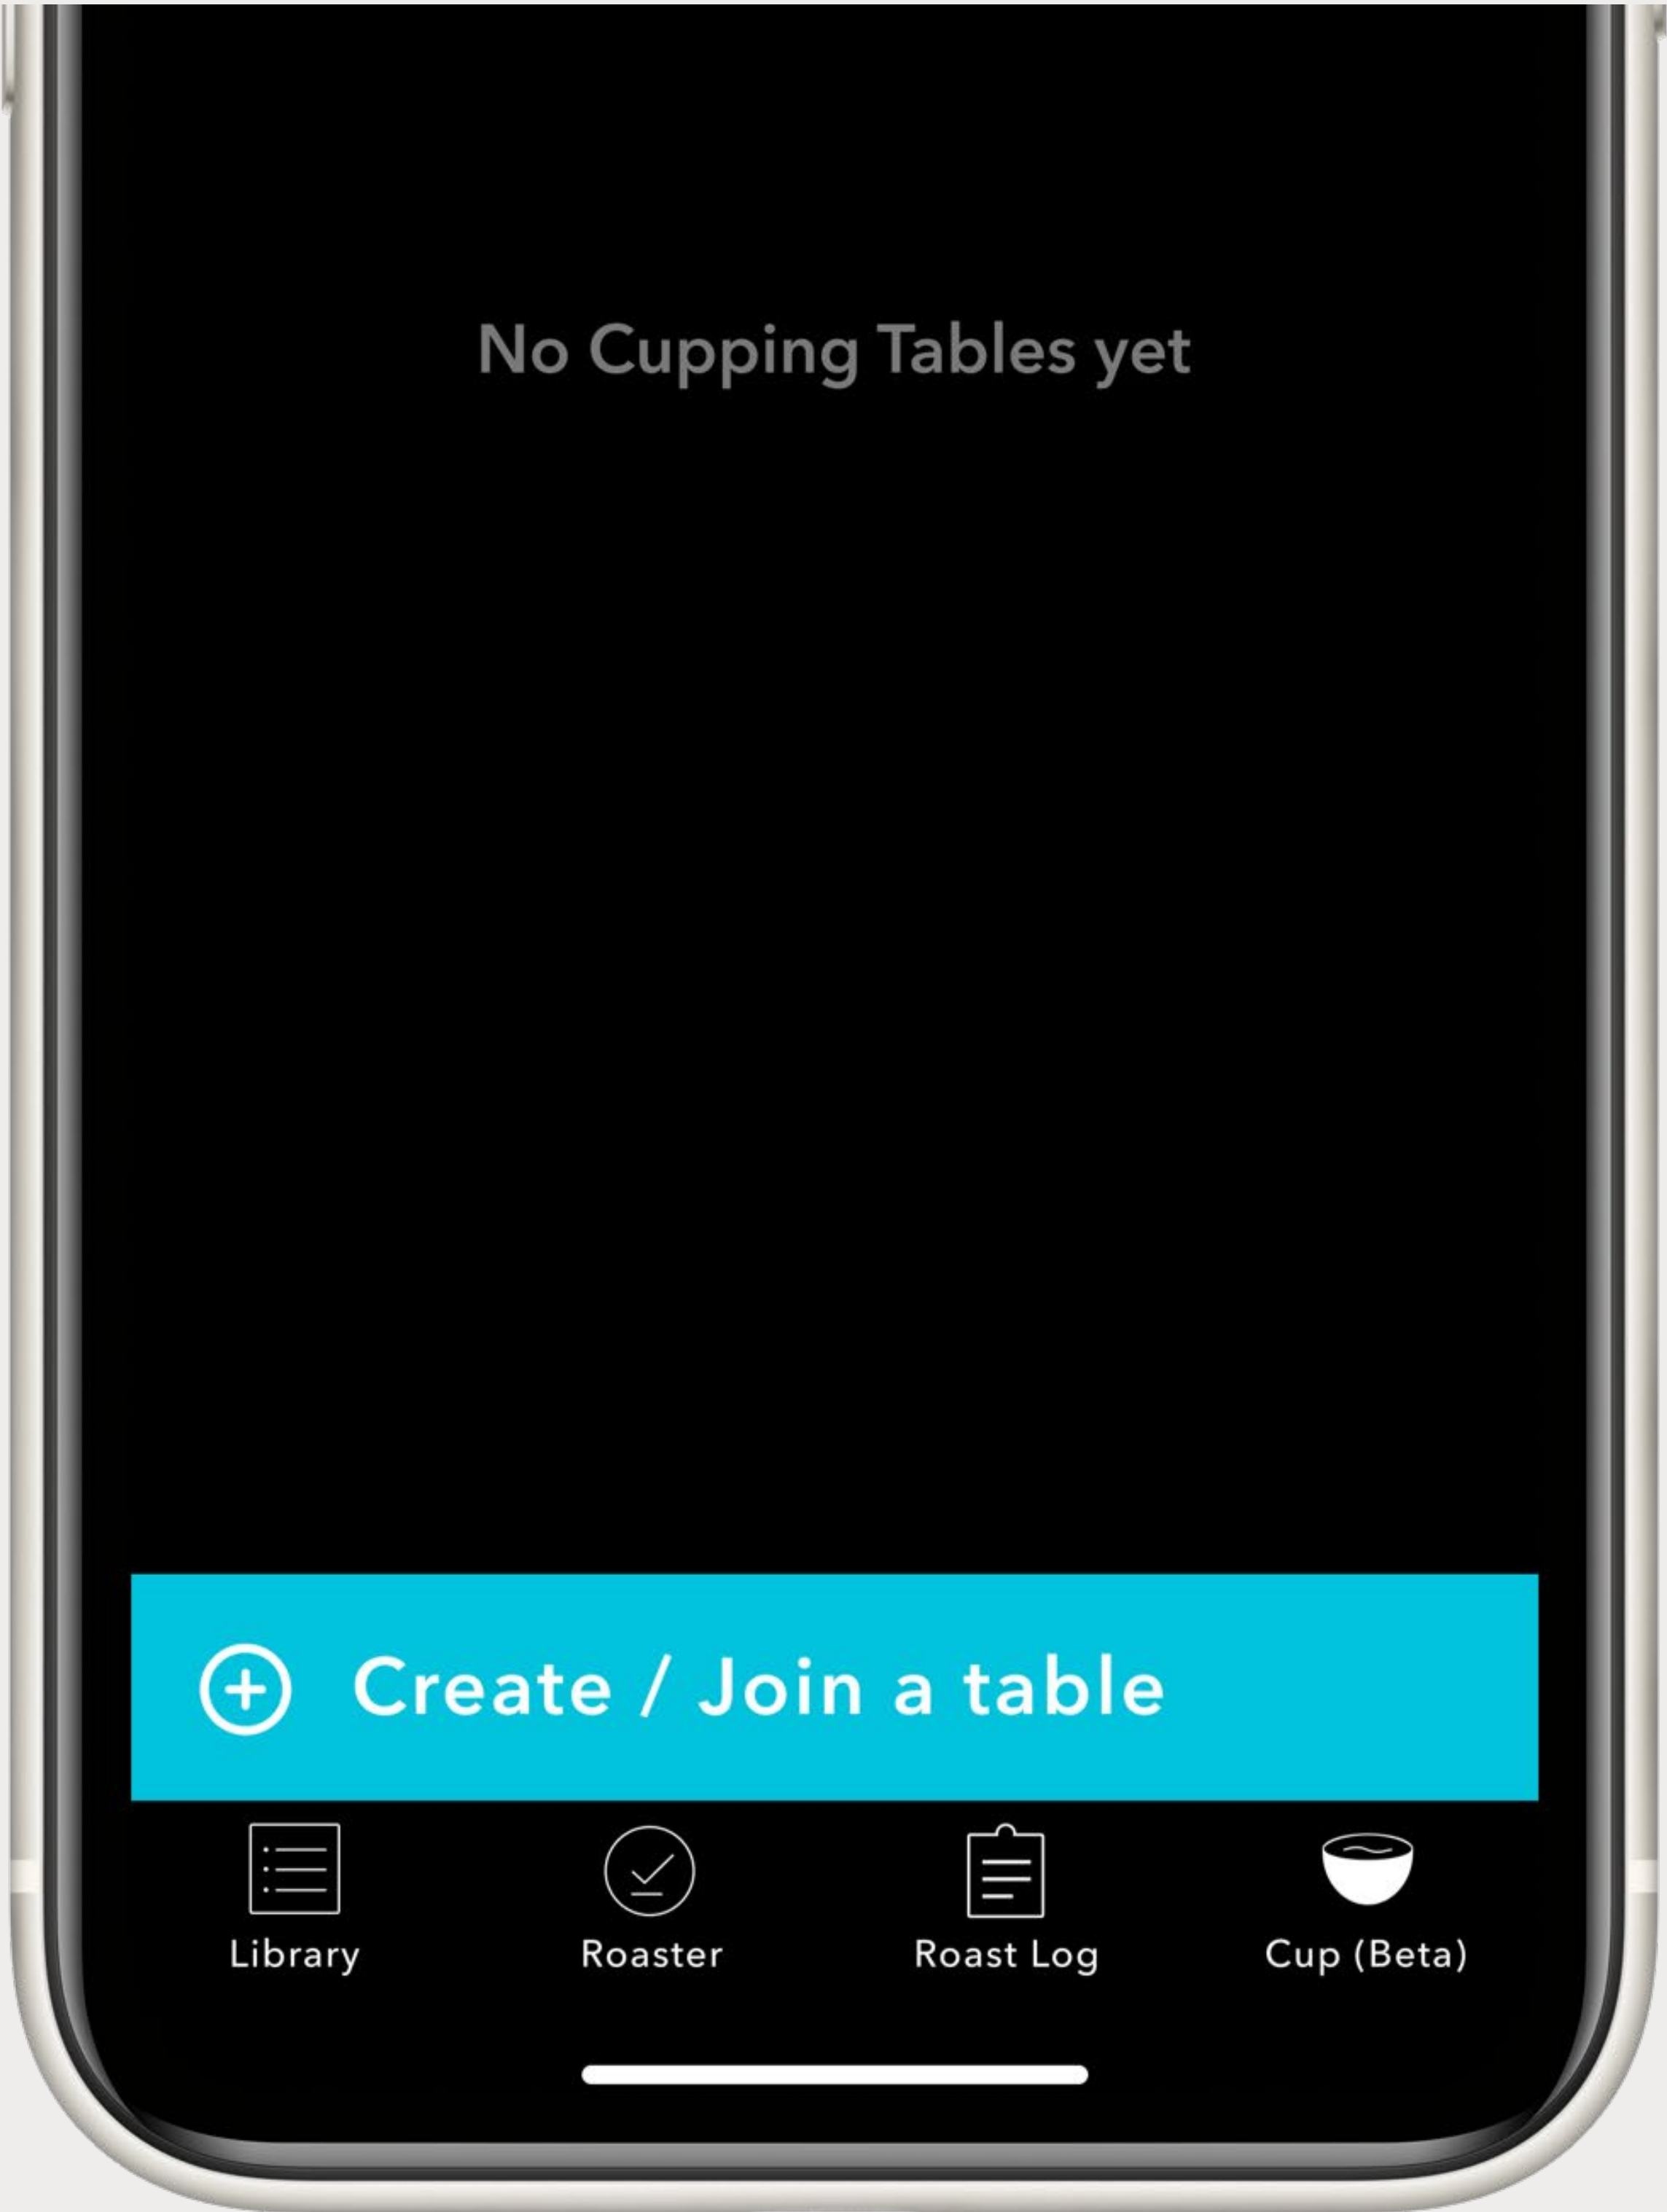 No Cupping Tables yet
Create / Join a table
Library
Roaster
Roast Log
Cup (Beta)